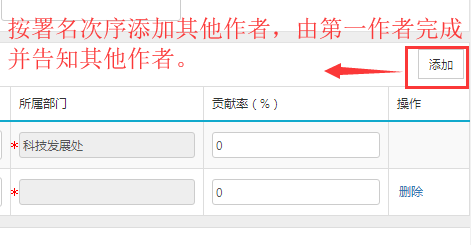 按署名次序添加其他作者，由第一作者完成
并告知其他作者。
添加
所属部门 贡献率（%） 操作
* 科技发展处 0
* 0 删除